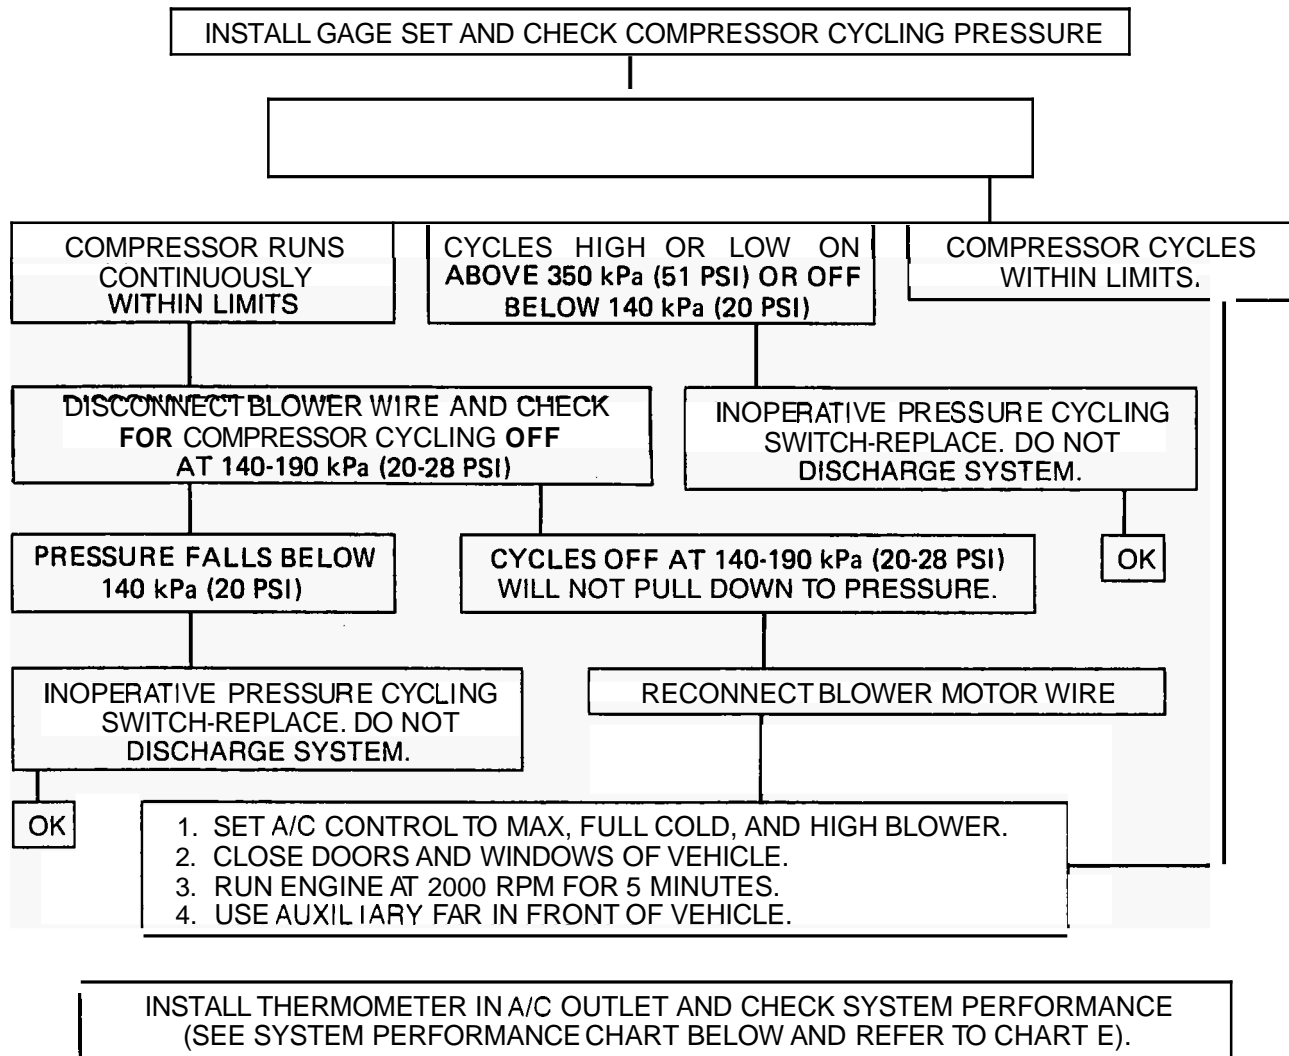 INSTALL GAGE SET AND CHECK COMPRESSOR CYCLING PRESSURE
COMPRESSOR RUNS
CONTINUOUSLY
WITHIN LIMITS
CYCLES HIGH OR LOW ON
ABOVE 350 kPa (51 PSI) OR OFF
BELOW 140 kPa (20 PSI)
COMPRESSOR CYCLES
WITHIN LIMITS.
DISCONNECT BLOWER WIRE AND CHECK
FOR COMPRESSOR CYCLING OFF
AT 140-190 kPa (20-28 PSI)
INOPERATIVE PRESSURE CYCLING
SWITCH-REPLACE. DO NOT
DISCHARGE SYSTEM.
PRESSURE FALLS BELOW
140 kPa (20 PSI)
CYCLES OFF AT 140-190 kPa (20-28 PSI)
WILL NOT PULL DOWN TO PRESSURE.
OK
INOPERATIVE PRESSURE CYCLING
SWITCH-REPLACE. DO NOT
DISCHARGE SYSTEM.
RECONNECT BLOWER MOTOR WIRE
OK
1. SET A/C CONTROL TO MAX, FULL COLD, AND HIGH BLOWER.
2. CLOSE DOORS AND WINDOWS OF VEHICLE.
3. RUN ENGINE AT 2000 RPM FOR 5 MINUTES.
4. USE AUXILIARY FAR IN FRONT OF VEHICLE.
INSTALL THERMOMETER IN A/C OUTLET AND CHECK SYSTEM PERFORMANCE
(SEE SYSTEM PERFORMANCE CHART BELOW AND REFER TO CHART E).